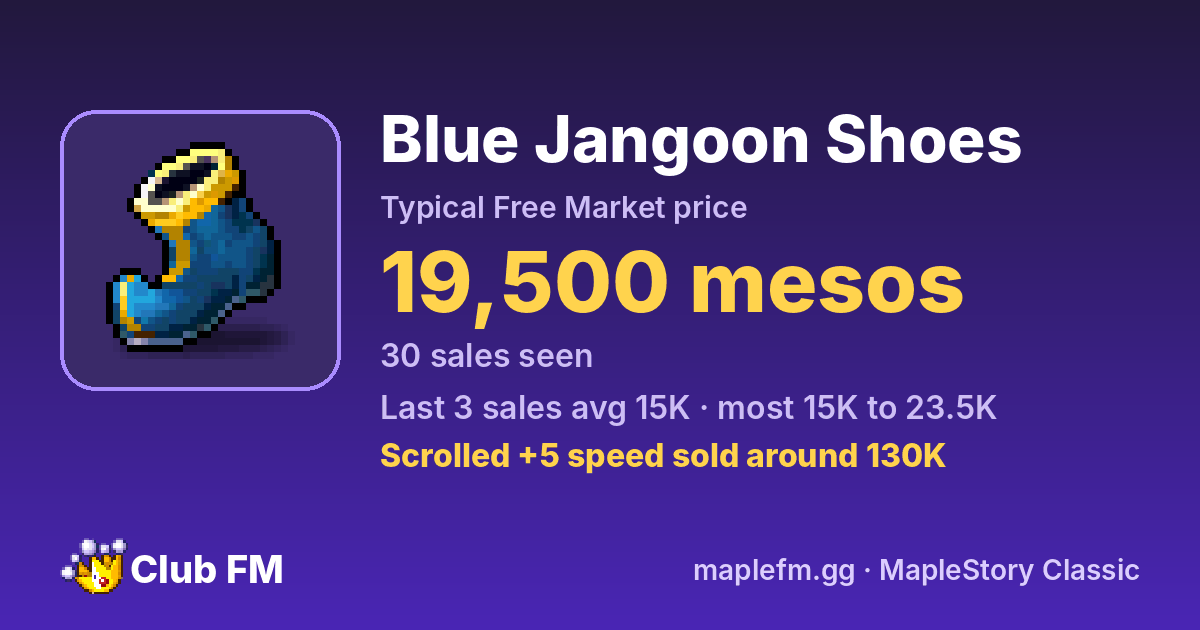 Blue Jangoon Shoes
Typical Free Market price
19,500 mesos
30 sales seen
Last 3 sales avg 15K · most 15K to 23.5K
Scrolled +5 speed sold around 130K
Club FM
maplefm.gg · MapleStory Classic